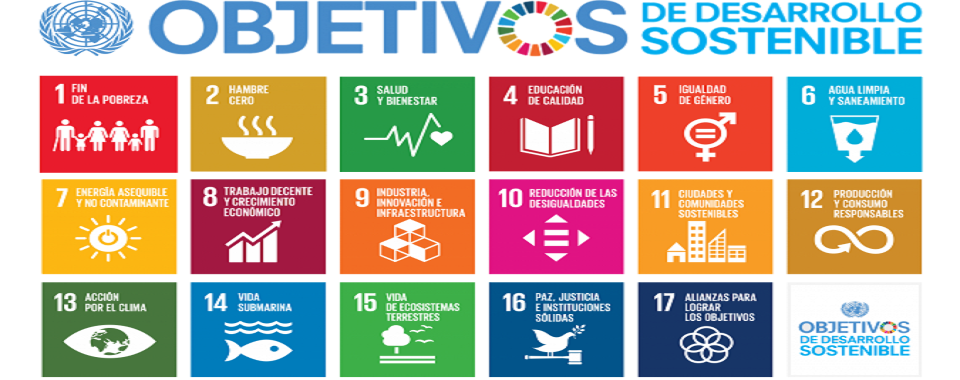 OBJETIVOS
DE DESARROLLO
SOSTENIBLE
1 FIN
DE LA POBREZA
2 HAMBRE
CERO
3 SALUD
Y BIENESTAR
4 EDUCACIÓN
DE CALIDAD
5 IGUALDAD
DE GÉNERO
6 AGUA LIMPIA
Y SANEAMIENTO
7 ENERGÍA ASEQUIBLE
Y NO CONTAMINANTE
8 TRABAJO DECENTE
Y CRECIMIENTO
ECONÓMICO
9 INDUSTRIA,
INNOVACIÓN E
INFRAESTRUCTURA
10 REDUCCIÓN DE LAS
DESIGUALDADES
11 CIUDADES Y
COMUNIDADES
SOSTENIBLES
12 PRODUCCIÓN
Y CONSUMO
RESPONSABLES
13 ACCIÓN
POR EL CLIMA
14 VIDA
SUBMARINA
15 VIDA
DE ECOSISTEMAS
TERRESTRES
16 PAZ, JUSTICIA
E INSTITUCIONES
SÓLIDAS
17 ALIANZAS PARA
LOGRAR
LOS OBJETIVOS
OBJETIVOS
DE DESARROLLO
SOSTENIBLE